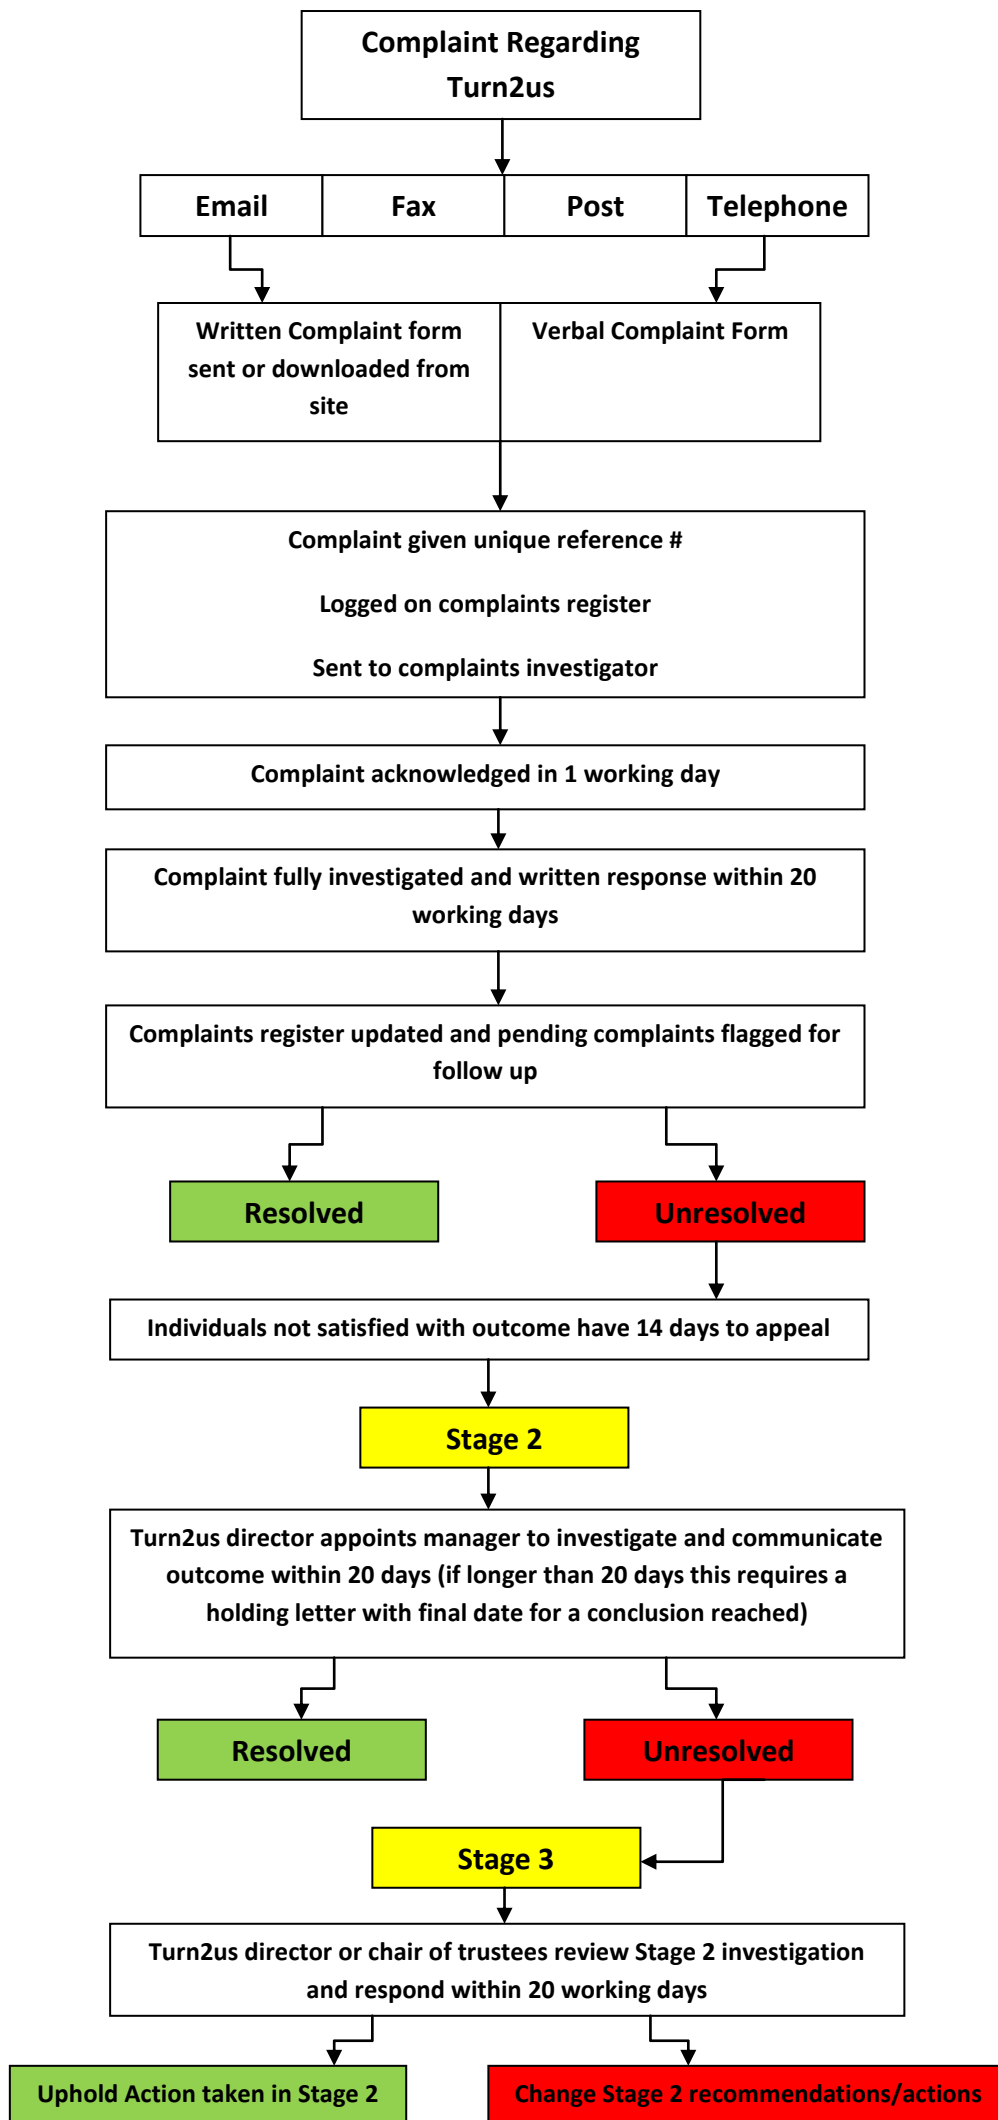 Complaint Regarding
Turn2us
Email
Fax
Post
Telephone
Written Complaint form
sent or downloaded from
site
Verbal Complaint Form
Complaint given unique reference #
Logged on complaints register
Sent to complaints investigator
Complaint acknowledged in 1 working day
Complaint fully investigated and written response within 20
working days
Complaints register updated and pending complaints flagged for
follow up
Resolved
Unresolved
Individuals not satisfied with outcome have 14 days to appeal
Stage 2
Turn2us director appoints manager to investigate and communicate
outcome within 20 days (if longer than 20 days this requires a
holding letter with final date for a conclusion reached)
Resolved
Unresolved
Stage 3
Turn2us director or chair of trustees review Stage 2 investigation
and respond within 20 working days
Uphold Action taken in Stage 2
Change Stage 2 recommendations/actions